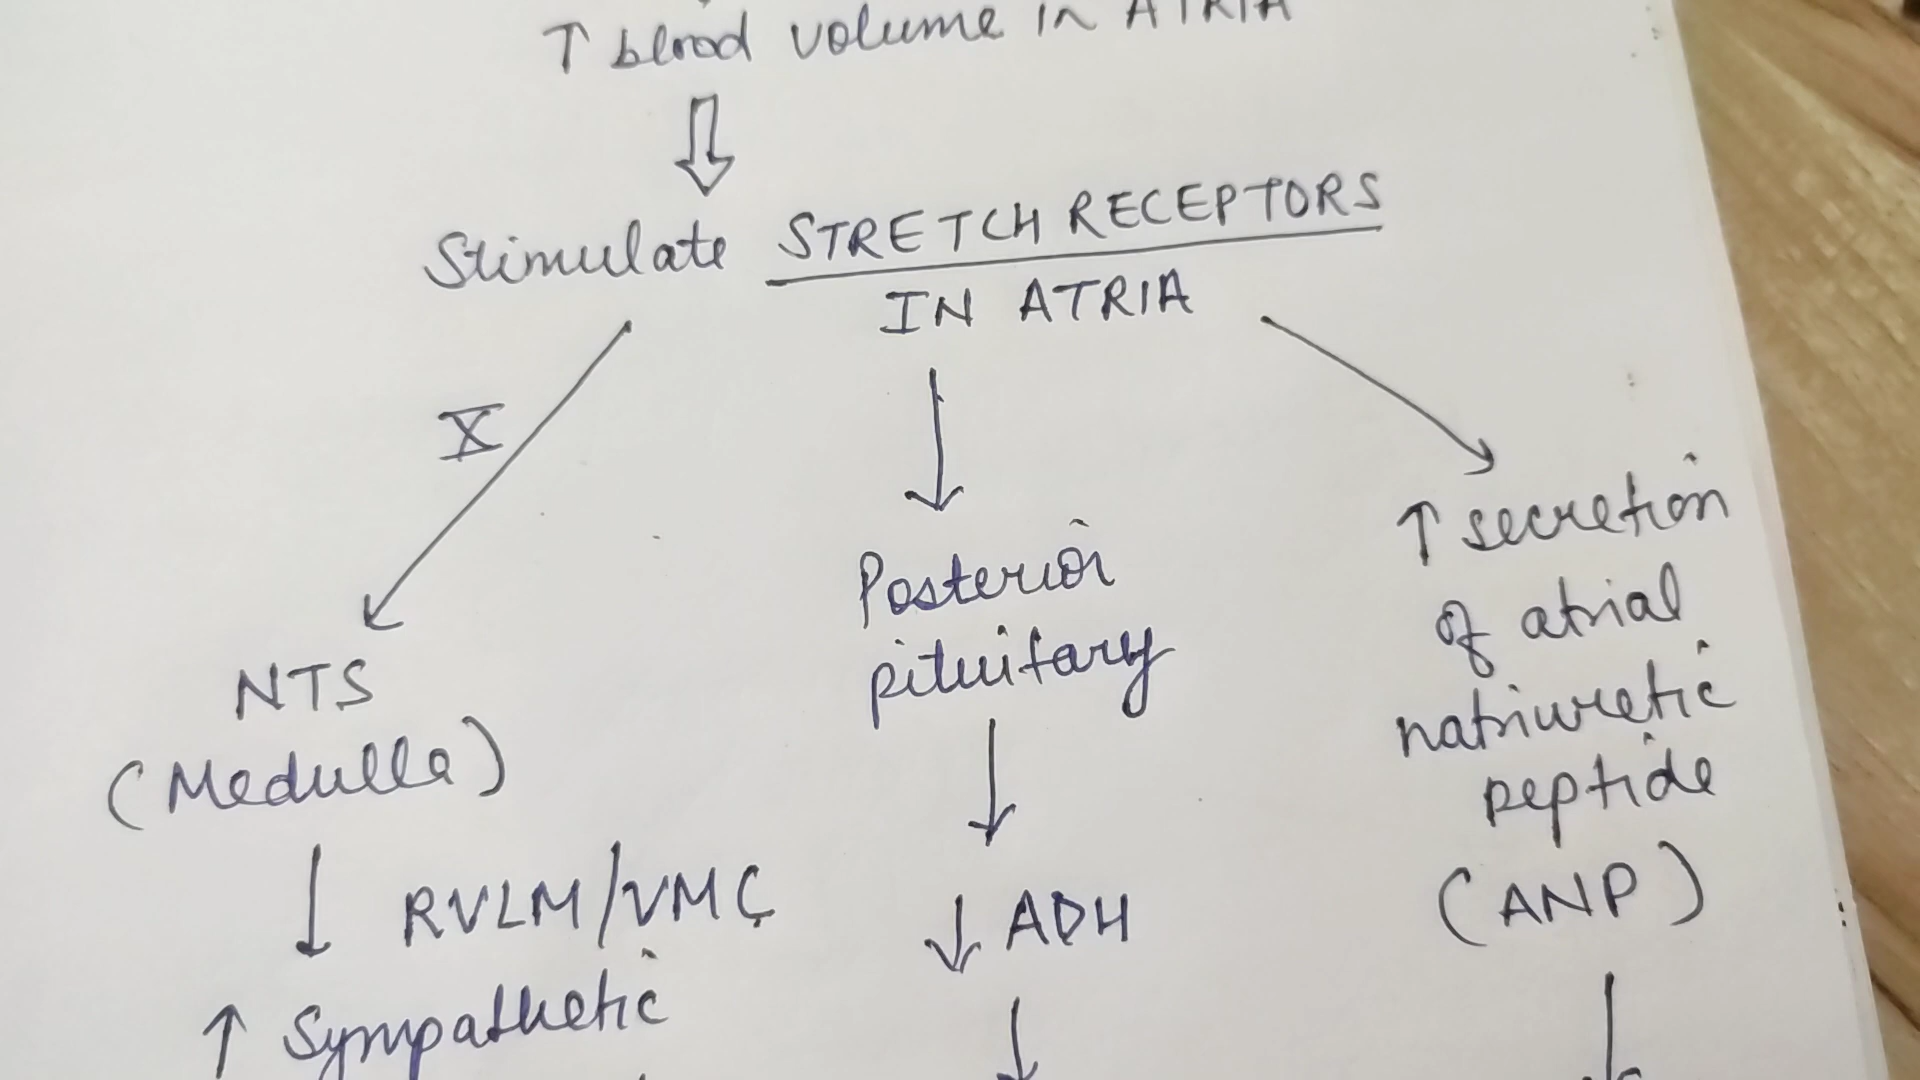 ↑ blood volume in ATRIA
Stimulate STRETCH RECEPTORS
IN ATRIA
X
NTS
(Medulla)
RVLM/VMC
↑ Sympathetic
Posterior
pituitary
↓ ADH
↑ secretion
of atrial
natriuretic
peptide
(ANP)